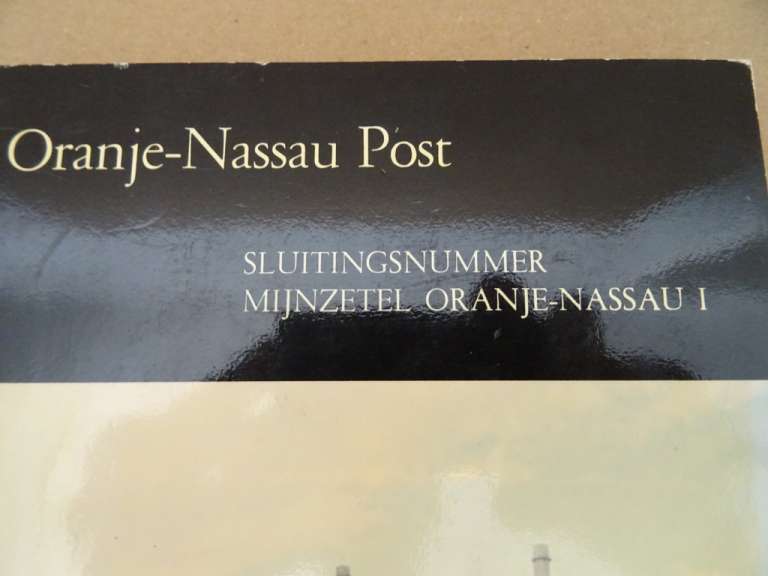 Oranje-Nassau Post
SLUITINGSNUMMER
MIJNZETEL ORANJE-NASSAU I